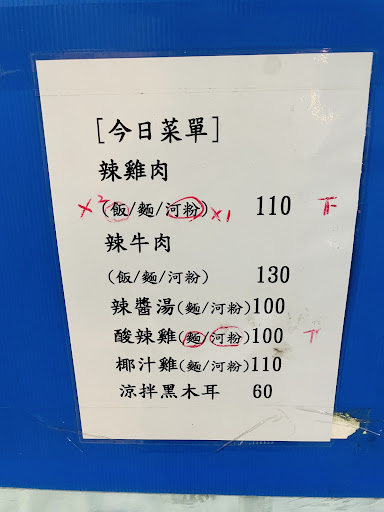 [今日菜單]
辣雞肉
x2 (飯/麵/河粉) x1 110 下
辣牛肉
(飯/麵/河粉) 130
辣醬湯(麵/河粉)100
酸辣雞(麵/河粉)100 下
椰汁雞(麵/河粉)110
涼拌黑木耳 60